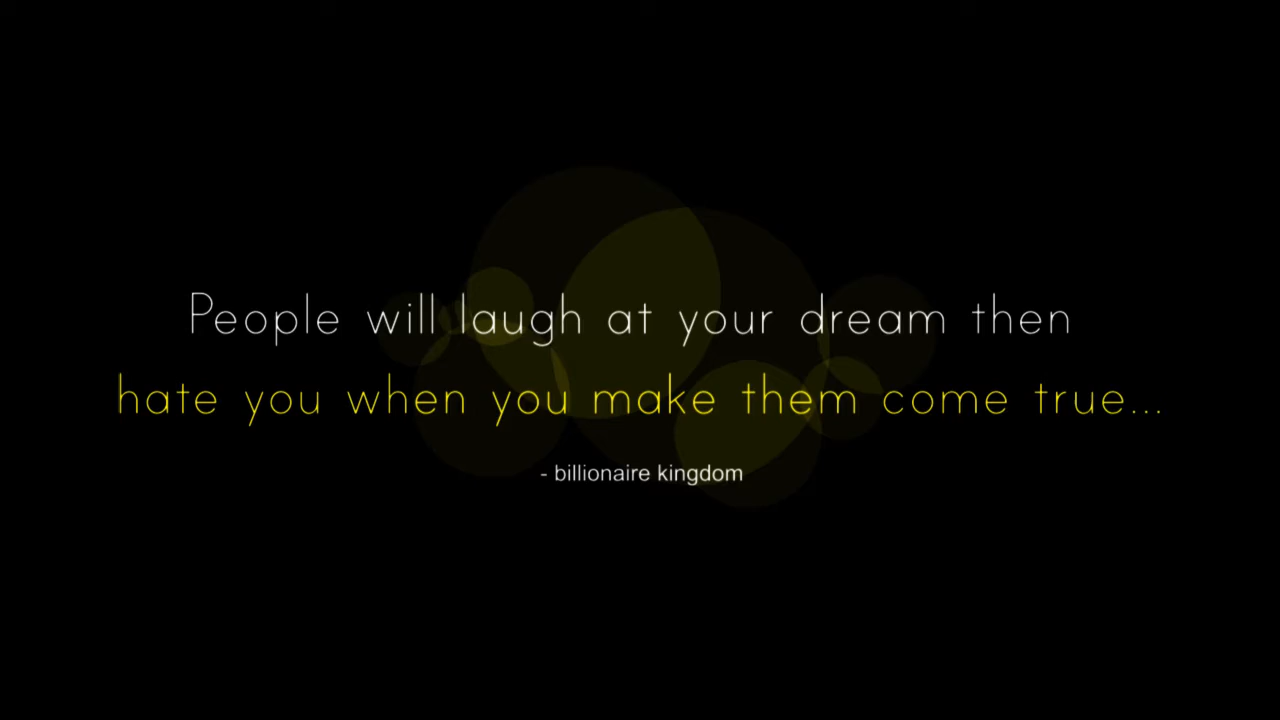 People will laugh at your dream then
hate you when you make them come true...
- billionaire kingdom